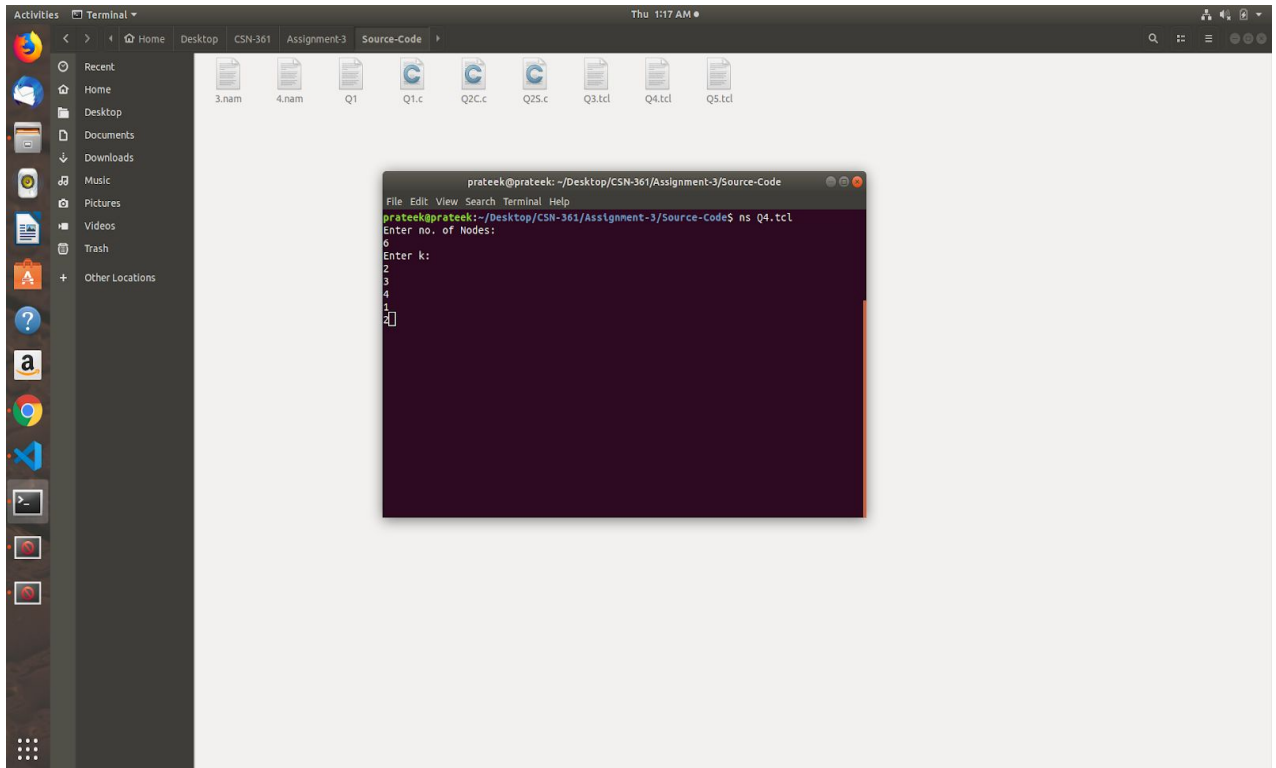 Activities Terminal Thu 1:17 AM
Home Desktop CSN-361 Assignment-3 Source-Code
Recent
Home
Desktop
Documents
Downloads
Music
Pictures
Videos
Trash
+ Other Locations
3.nam 4.nam Q1 Q1.c Q2C.c Q2S.c Q3.tcl Q4.tcl Q5.tcl
prateek@prateek: ~/Desktop/CSN-361/Assignment-3/Source-Code
File Edit View Search Terminal Help
prateek@prateek:~/Desktop/CSN-361/Assignment-3/Source-Code$ ns Q4.tcl
Enter no. of Nodes:
6
Enter k:
2
3
4
1
2